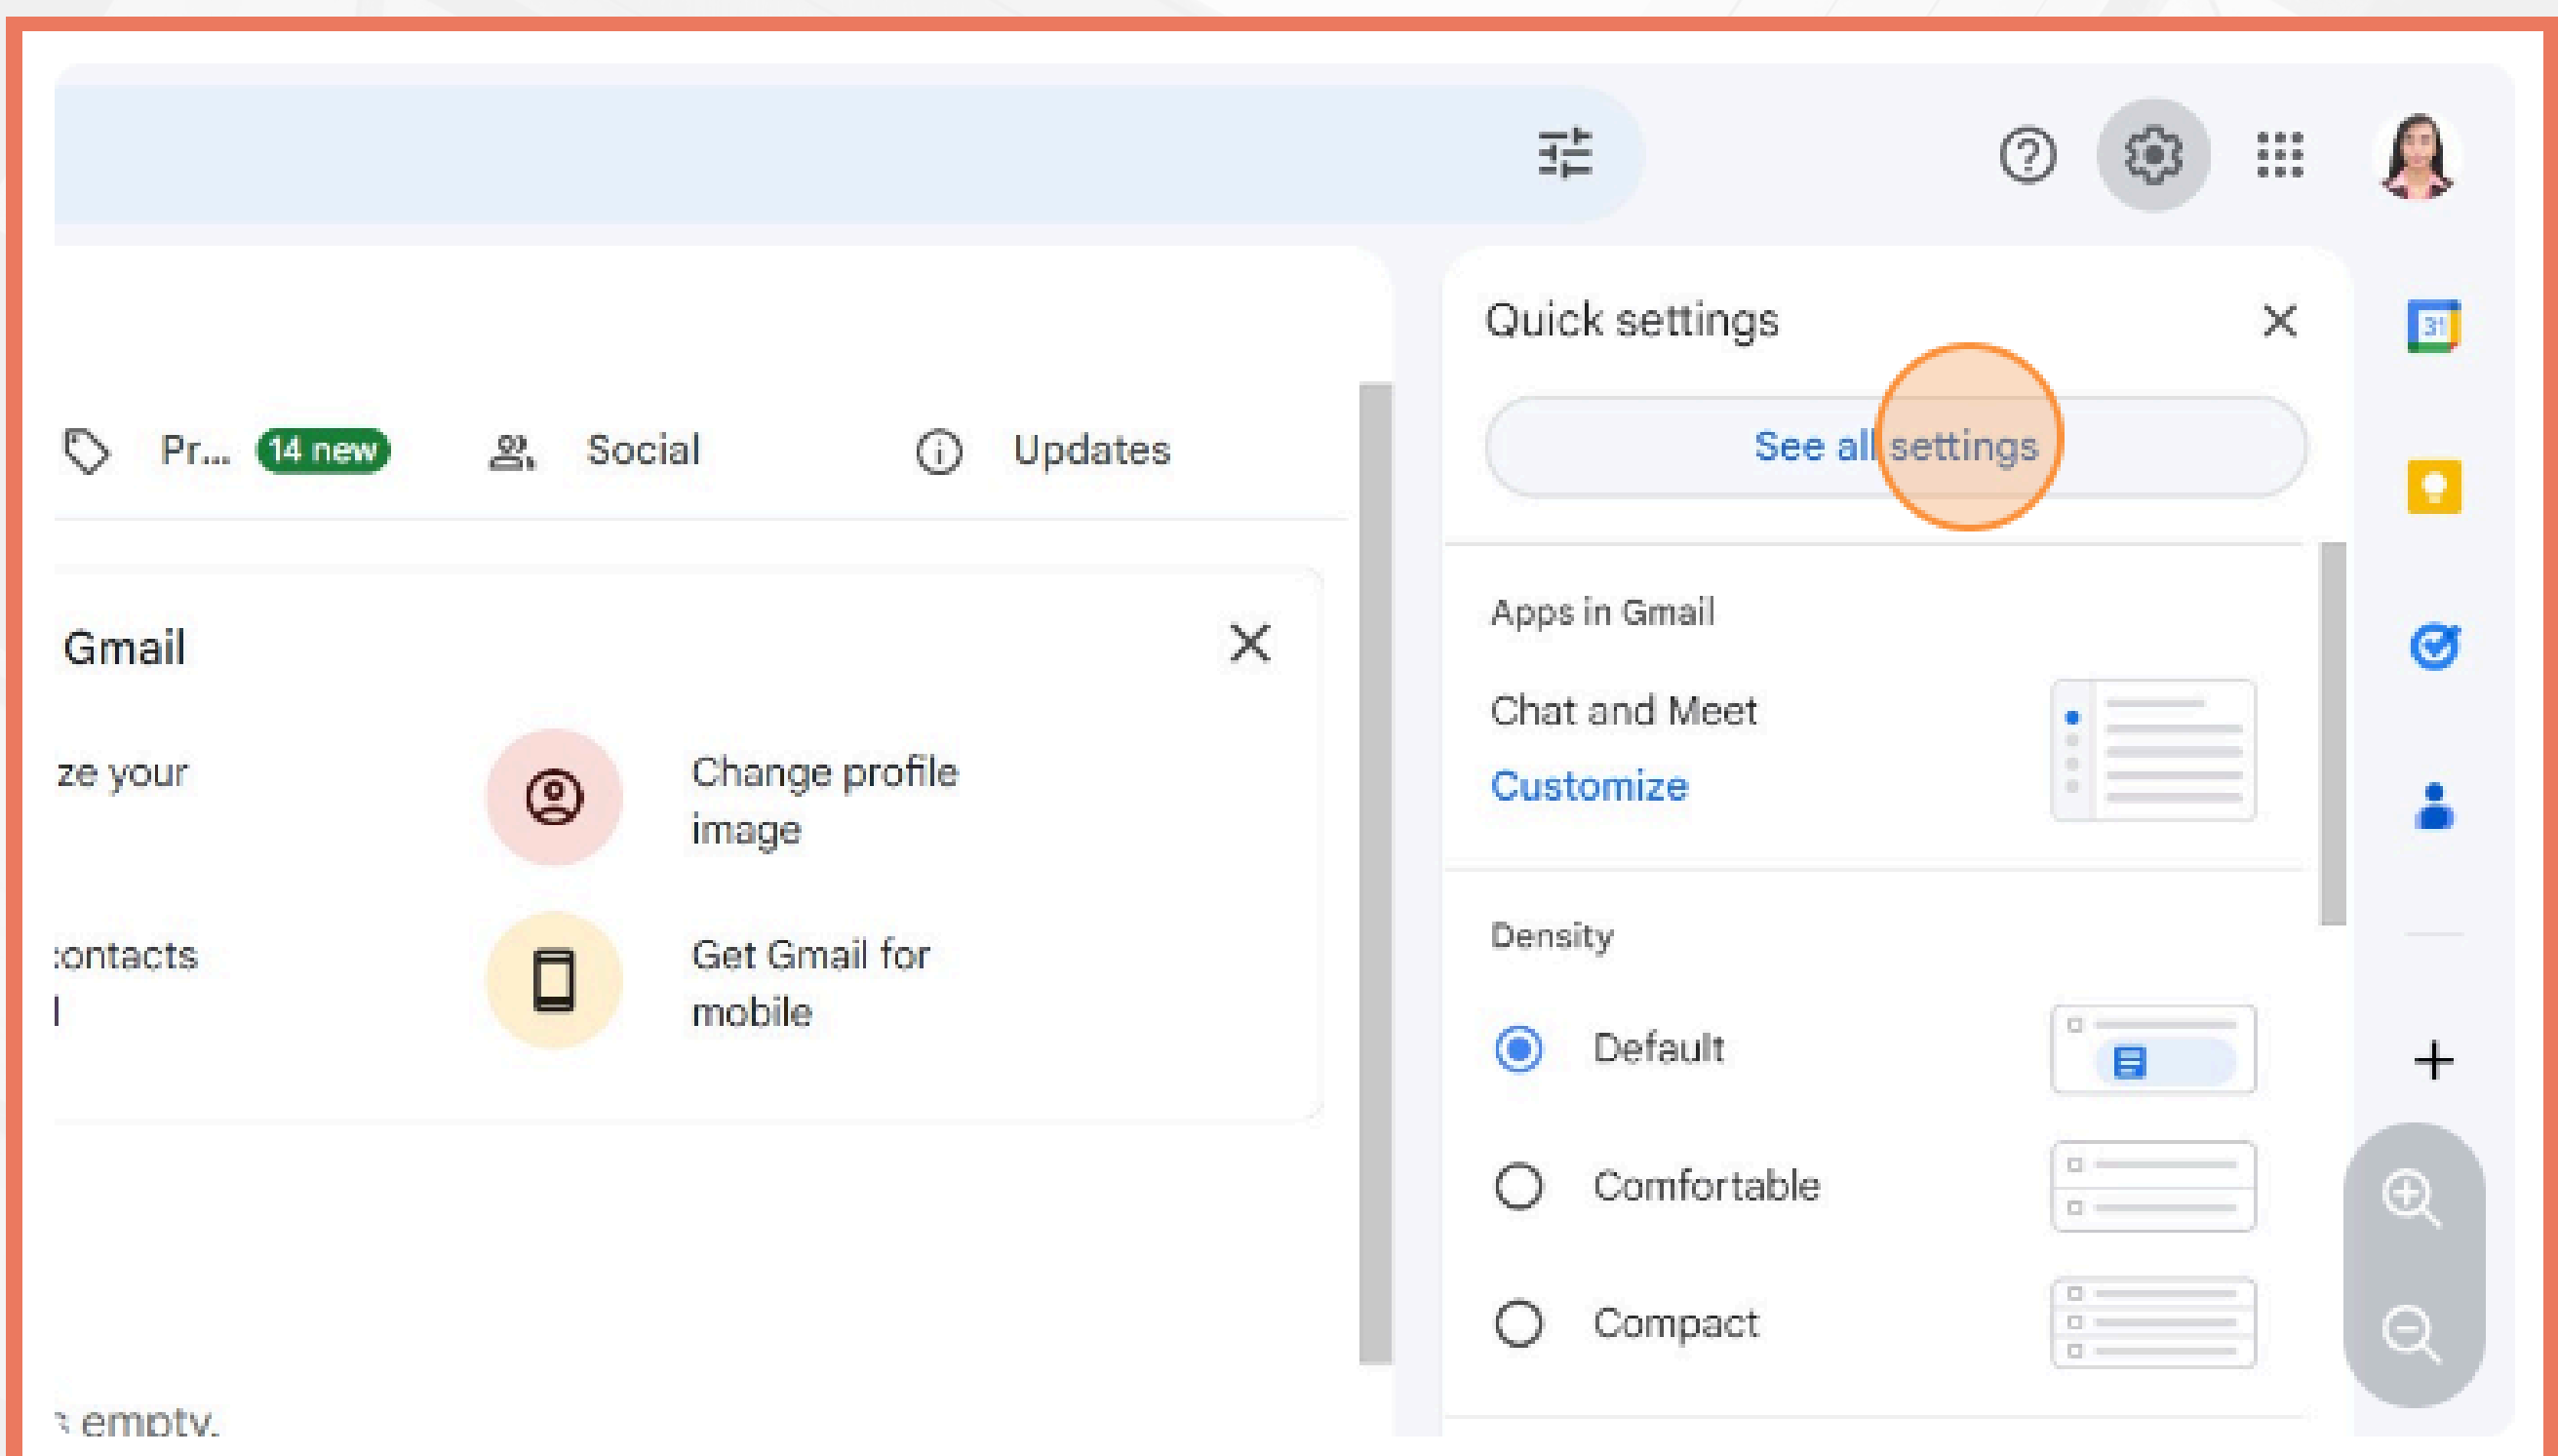 Quick settings
31
See all settings
Pr... 14 new Social Updates
Gmail
ze your
Change profile
image
contacts
Get Gmail for
mobile
empty.
Apps in Gmail
Chat and Meet
Customize
Density
Default
Comfortable
Compact